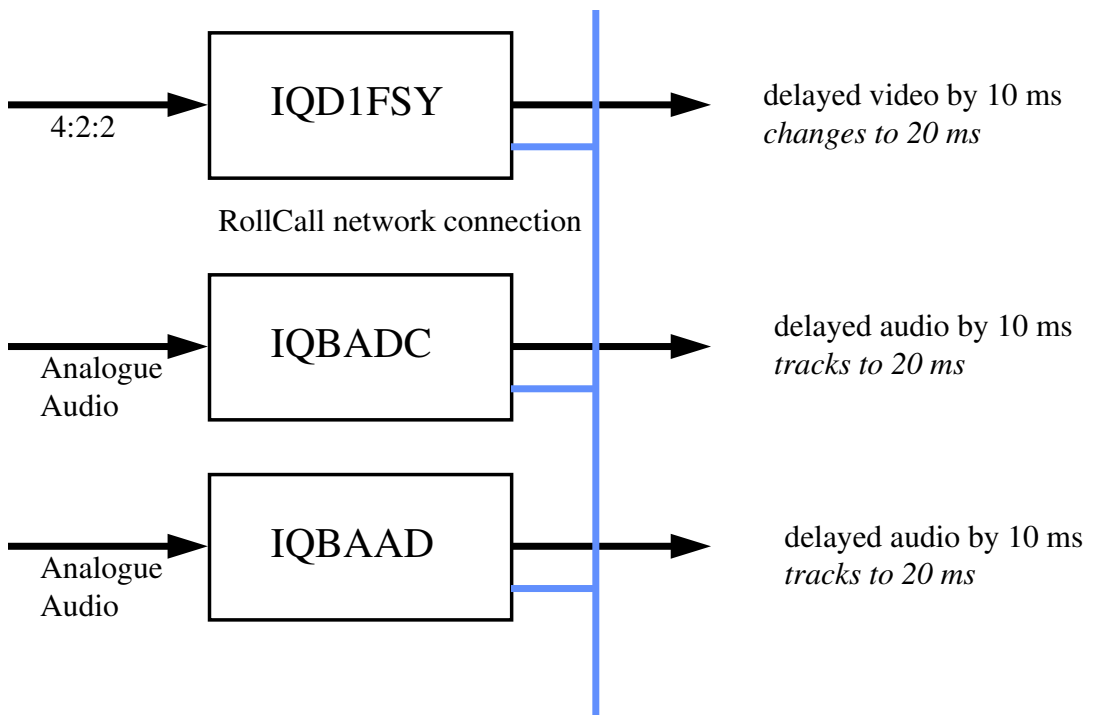 IQD1FSY
4:2:2
delayed video by 10 ms
changes to 20 ms
RollCall network connection
IQBADC
Analogue
Audio
delayed audio by 10 ms
tracks to 20 ms
IQBAAD
Analogue
Audio
delayed audio by 10 ms
tracks to 20 ms